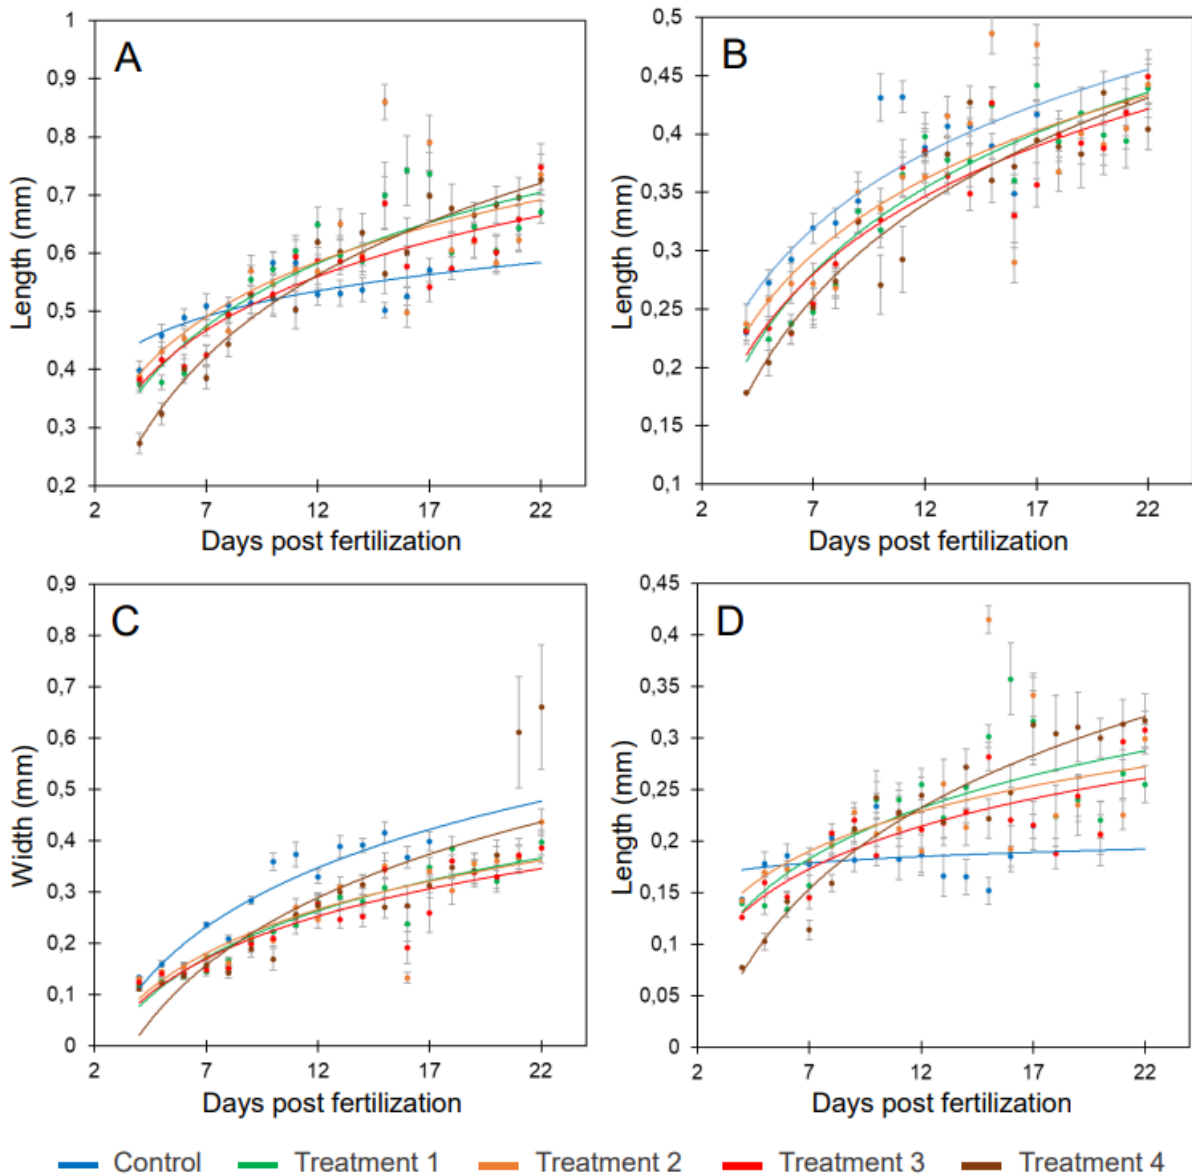 1
0,5
A
B
0,9
0,45
0,8
0,4
0,7
0,35
0,6
0,3
0,5
0,25
0,4
0,2
0,3
0,15
0,2
0,1
Length (mm)
Length (mm)
2 7 12 17 22
2 7 12 17 22
Days post fertilization
Days post fertilization
0,9
0,45
C
D
0,8
0,4
0,7
0,35
0,6
0,3
0,5
0,25
0,4
0,2
0,3
0,15
0,2
0,1
0,1
0,05
0
0
Width (mm)
Length (mm)
2 7 12 17 22
2 7 12 17 22
Days post fertilization
Days post fertilization
Control Treatment 1 Treatment 2 Treatment 3 Treatment 4